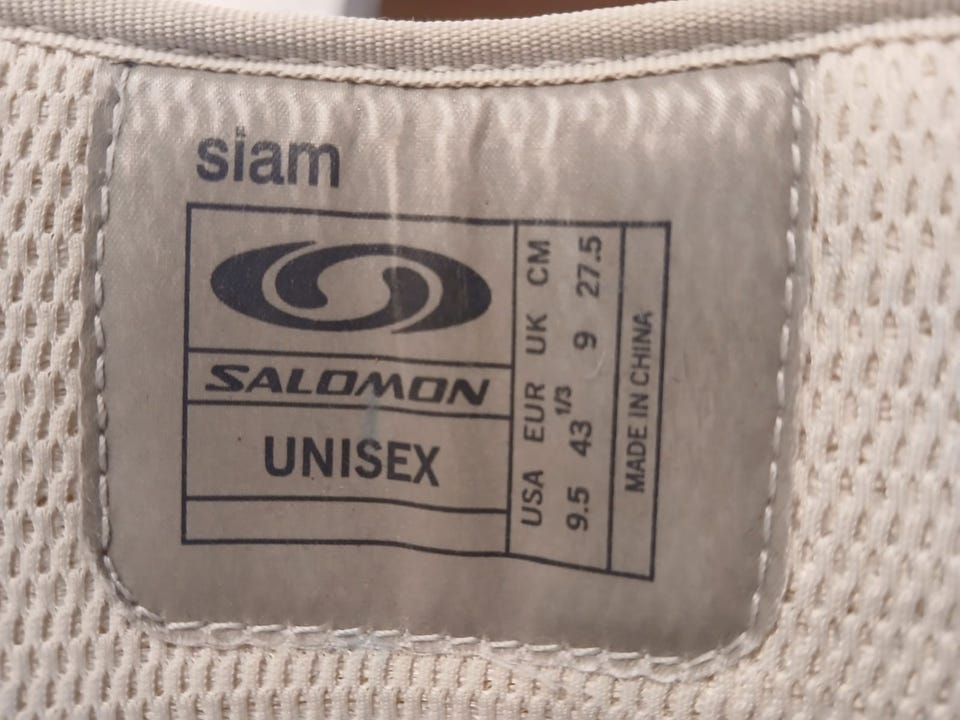 siam
SALOMON
UNISEX
USA EUR UK CM
9.5 43 1/3 9 27.5
MADE IN CHINA